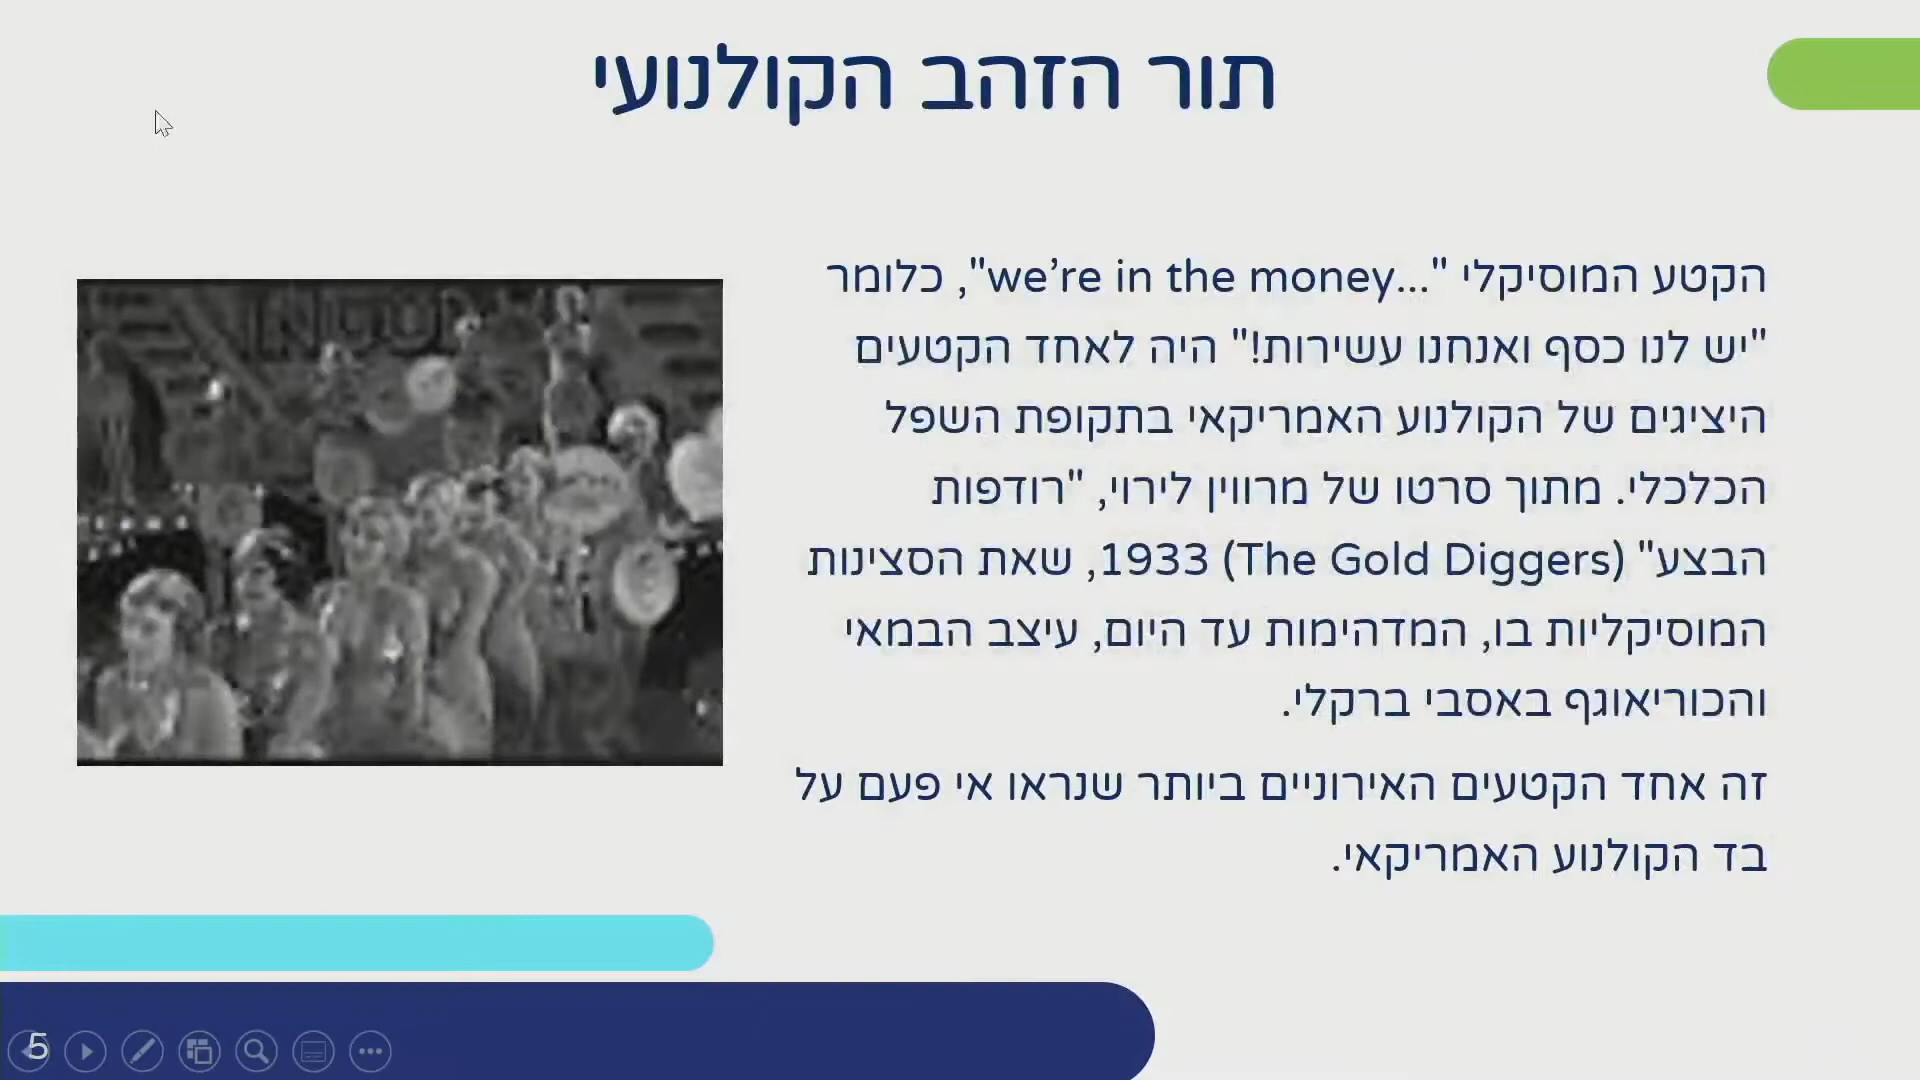 תור הזהב הקולנועי
הקטע המוסיקלי "...we're in the money", כלומר
"יש לנו כסף ואנחנו עשירות!" היה לאחד הקטעים
היציגים של הקולנוע האמריקאי בתקופת השפל
הכלכלי. מתוך סרטו של מרווין לירוי, "רודפות
הבצע" (The Gold Diggers) 1933, שאת הסצינות
המוסיקליות בו, המדהימות עד היום, עיצב הבמאי
והכוריאוגף באסבי ברקלי.
זה אחד הקטעים האירוניים ביותר שנראו אי פעם על
בד הקולנוע האמריקאי.
5